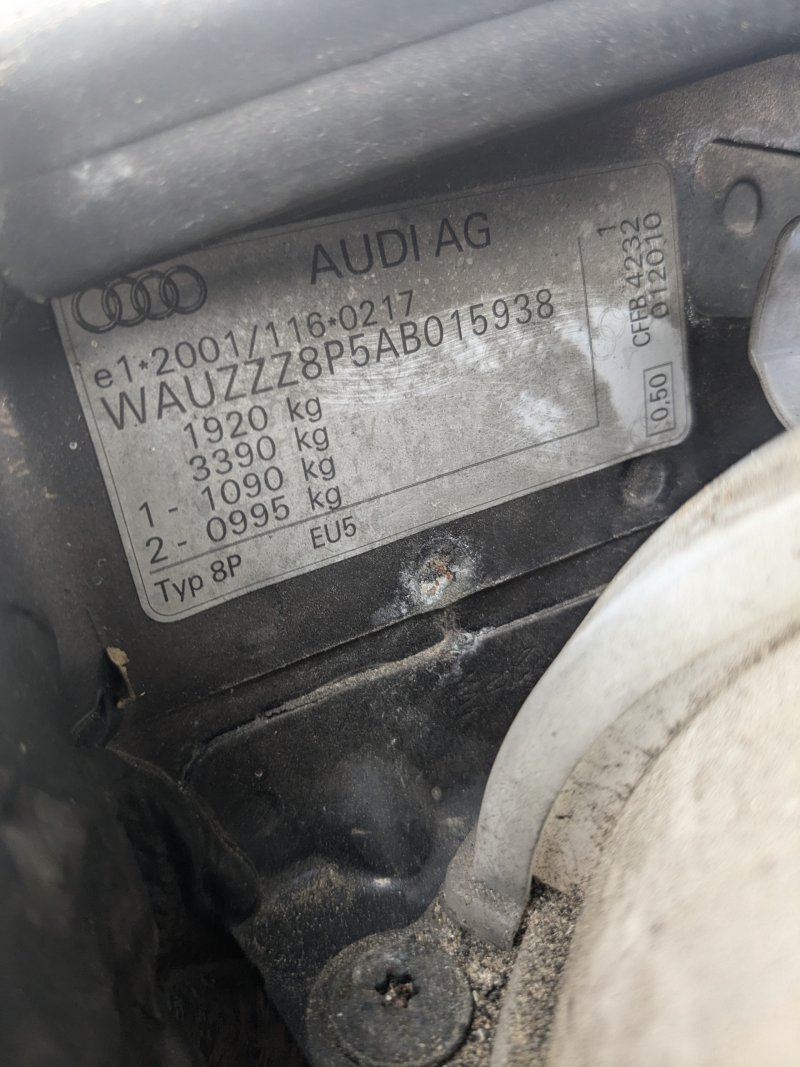 AUDI AG
e1*2001/116*0217
WAUZZZ8P5AB015938
1920 kg
3390 kg
1 - 1090 kg
2 - 0995 kg
Typ 8P EU5
1
CFFB 4232
012010
0,50